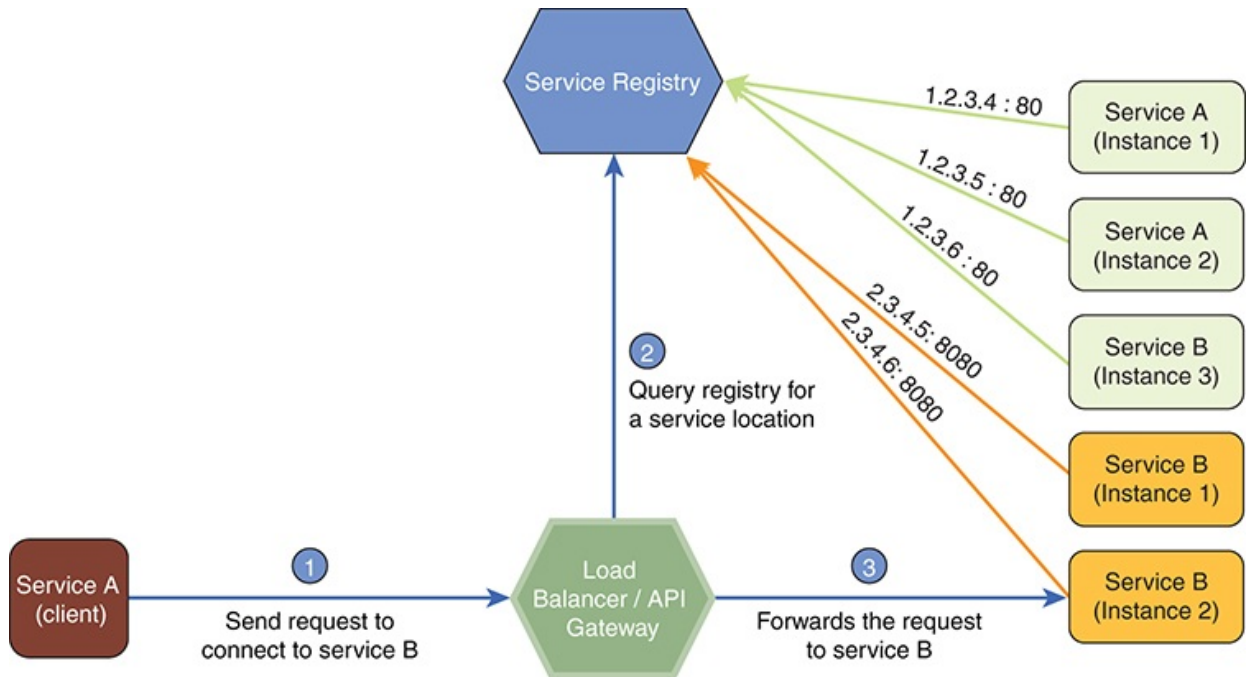 Service Registry
1.2.3.4 : 80
1.2.3.5 : 80
1.2.3.6 : 80
2.3.4.5: 8080
2.3.4.6: 8080
Service A
(Instance 1)
Service A
(Instance 2)
Service B
(Instance 3)
Service B
(Instance 1)
Service B
(Instance 2)
2
Query registry for
a service location
Service A
(client)
1
Send request to
connect to service B
Load
Balancer / API
Gateway
3
Forwards the request
to service B